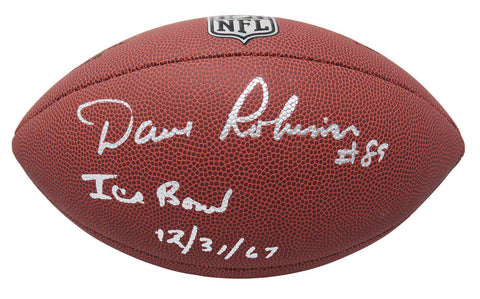 NFL
Dave Robinson
#89
Ice Bowl
12/31/67